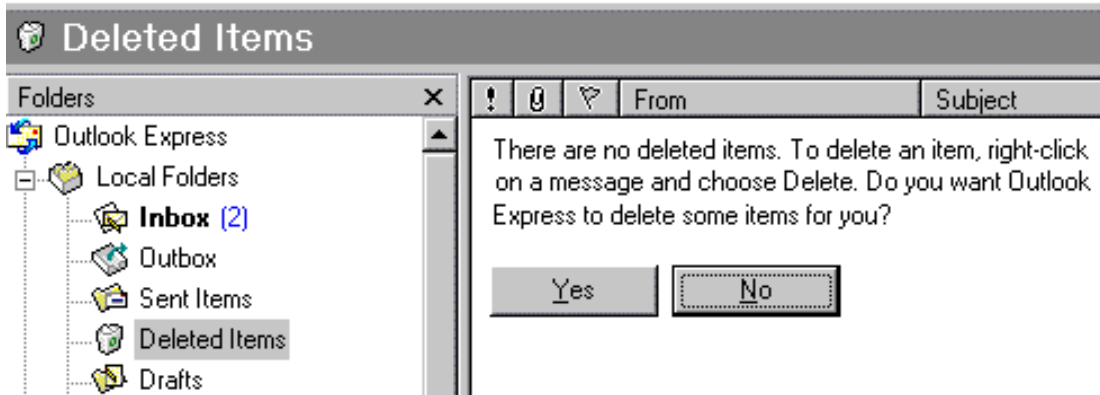 Deleted Items
Folders
Outlook Express
Local Folders
Inbox (2)
Outbox
Sent Items
Deleted Items
Drafts
! From Subject
There are no deleted items. To delete an item, right-click
on a message and choose Delete. Do you want Outlook
Express to delete some items for you?
Yes No